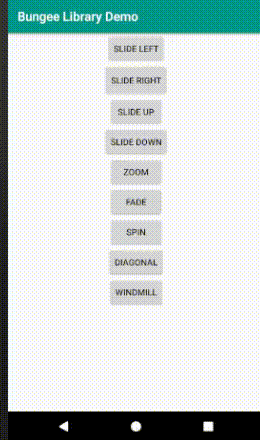 Bungee Library Demo
SLIDE LEFT
SLIDE RIGHT
SLIDE UP
SLIDE DOWN
ZOOM
FADE
SPIN
DIAGONAL
WINDMILL